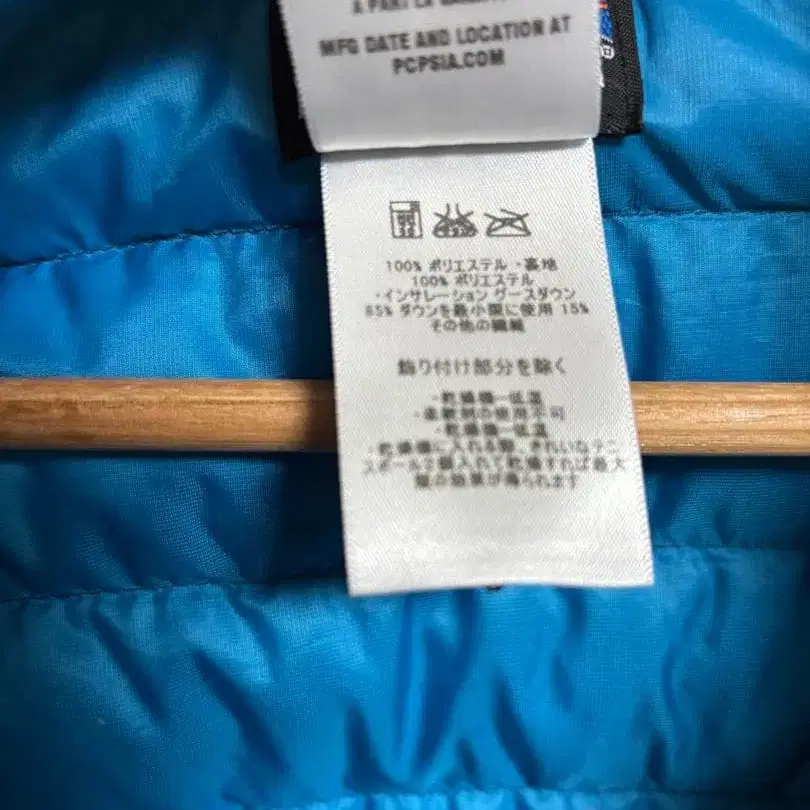 MFG DATE AND LOCATION AT
PCPSIA.COM
100% ポリエステル ・裏地
100% ポリエステル
・インサレーション グースダウン
85% ダウンを最小限に使用 15%
その他の繊維
飾り付け部分を除く
・乾燥機一低温
・柔軟剤の使用不可
・乾燥機一低温
・乾燥機に入れる際、きれいなテニ
スボールを入れて乾燥すれば最大
限の効果が得られます